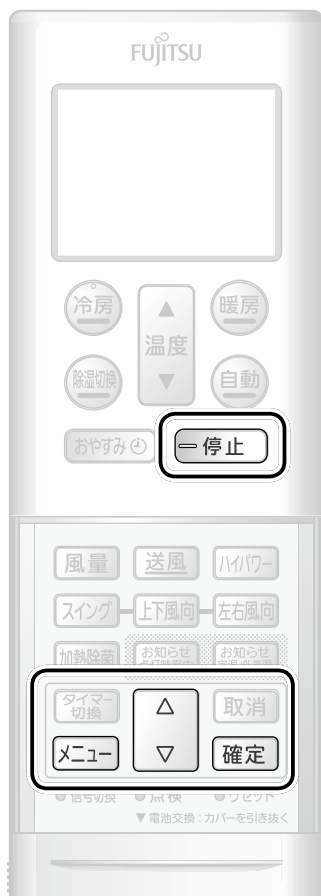 FUJITSU
冷房
▲
暖房
温度
除湿切換
▼
自動
おやすみ
停止
風量
送風
ハイパワー
スイング
上下風向
左右風向
加熱除菌
お知らせ
お知らせ
タイマー
切換
△
取消
メニュー
▽
確定
信号切換
点検
リセット
▼電池交換:カバーを引き抜く